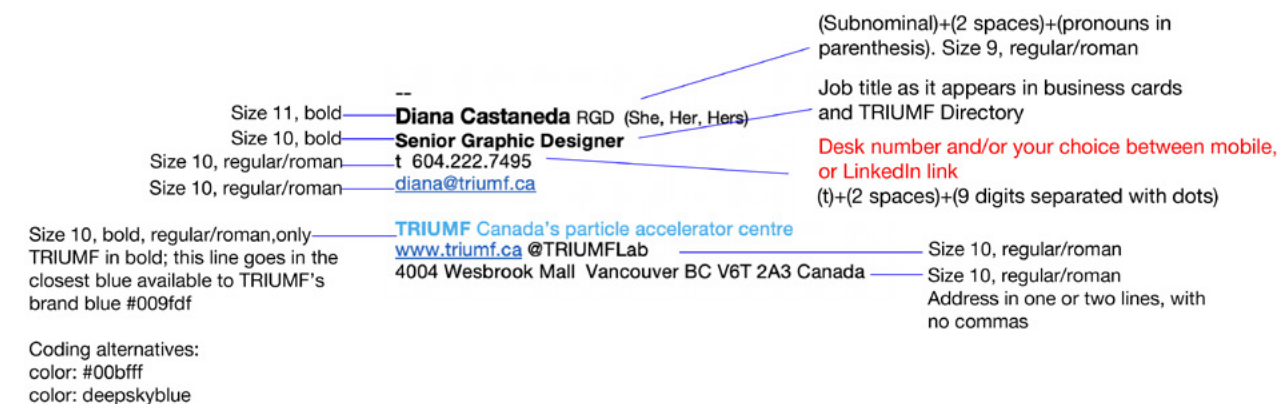 (Subnominal)+(2 spaces)+(pronouns in
parenthesis). Size 9, regular/roman
Job title as it appears in business cards
and TRIUMF Directory
Desk number and/or your choice between mobile,
or LinkedIn link
(t)+(2 spaces)+(9 digits separated with dots)
Size 11, bold
Size 10, bold
Size 10, regular/roman
Size 10, regular/roman
--
Diana Castaneda RGD  (She, Her, Hers)
Senior Graphic Designer
t  604.222.7495
diana@triumf.ca
TRIUMF Canada's particle accelerator centre
www.triumf.ca @TRIUMFLab
4004 Wesbrook Mall  Vancouver BC V6T 2A3 Canada
Size 10, bold, regular/roman,only
TRIUMF in bold; this line goes in the
closest blue available to TRIUMF's
brand blue #009fdf
Size 10, regular/roman
Size 10, regular/roman
Address in one or two lines, with
no commas
Coding alternatives:
color: #00bfff
color: deepskyblue